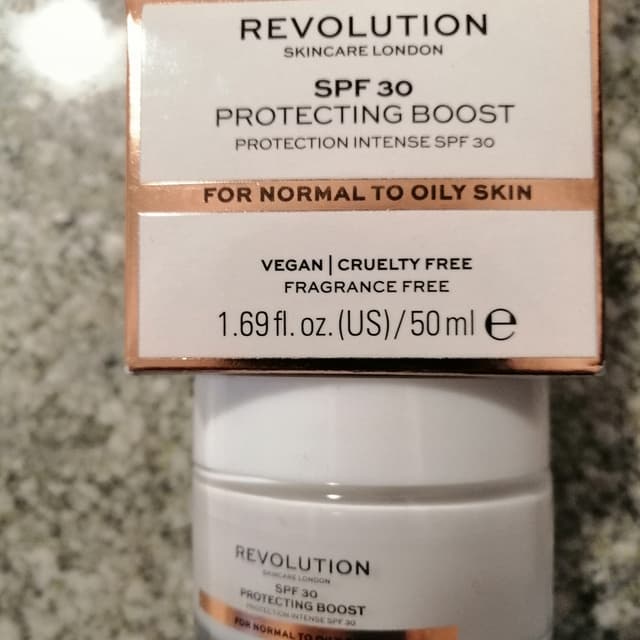 REVOLUTION
SKINCARE LONDON
SPF 30
PROTECTING BOOST
PROTECTION INTENSE SPF 30
FOR NORMAL TO OILY SKIN
VEGAN | CRUELTY FREE
FRAGRANCE FREE
1.69 fl. oz. (US) / 50 ml e
REVOLUTION
SKINCARE LONDON
SPF 30
PROTECTING BOOST
PROTECTION INTENSE SPF 30
FOR NORMAL TO OILY